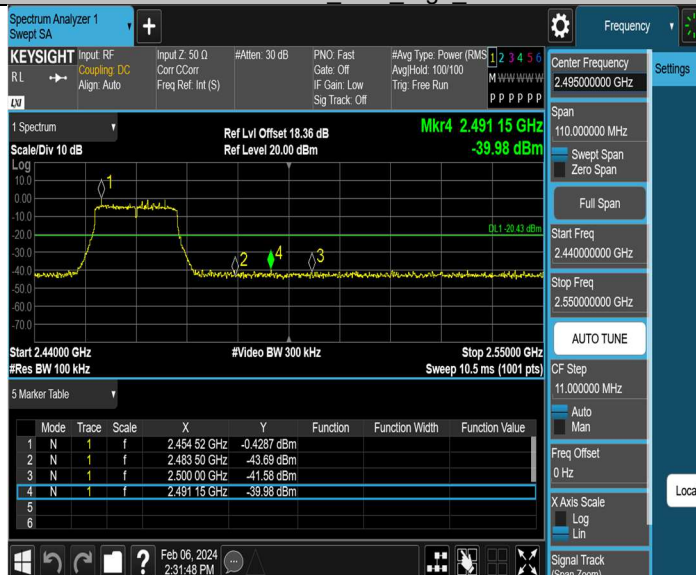 Spectrum Analyzer 1
Swept SA
Frequency
KEYSIGHT
RL
LXI
Input: RF
Coupling: DC
Align: Auto
Input Z: 50 Ω
Corr CCorr
Freq Ref: Int (S)
#Atten: 30 dB
PNO: Fast
Gate: Off
IF Gain: Low
Sig Track: Off
#Avg Type: Power (RMS
Avg|Hold: 100/100
Trig: Free Run
1 2 3 4 5 6
M W W W W W
P P P P P P
Settings
1 Spectrum
Scale/Div 10 dB
Ref Lvl Offset 18.36 dB
Ref Level 20.00 dBm
Mkr4 2.491 15 GHz
-39.98 dBm
Log
10.0
0.00
-10.0
-20.0
-30.0
-40.0
-50.0
-60.0
-70.0
1
2
4
3
DL1 -20.43 dBm
Start 2.44000 GHz
#Res BW 100 kHz
#Video BW 300 kHz
Stop 2.55000 GHz
Sweep 10.5 ms (1001 pts)
5 Marker Table
Mode Trace Scale X Y Function Function Width Function Value
1 N 1 f 2.454 52 GHz -0.4287 dBm
2 N 1 f 2.483 50 GHz -43.69 dBm
3 N 1 f 2.500 00 GHz -41.58 dBm
4 N 1 f 2.491 15 GHz -39.98 dBm
5
6
?
Feb 06, 2024
2:31:48 PM
Center Frequency
2.495000000 GHz
Span
110.000000 MHz
Swept Span
Zero Span
Full Span
Start Freq
2.440000000 GHz
Stop Freq
2.550000000 GHz
AUTO TUNE
CF Step
11.000000 MHz
Auto
Man
Freq Offset
0 Hz
X Axis Scale
Log
Lin
Signal Track
(Span Zoom)
Loca